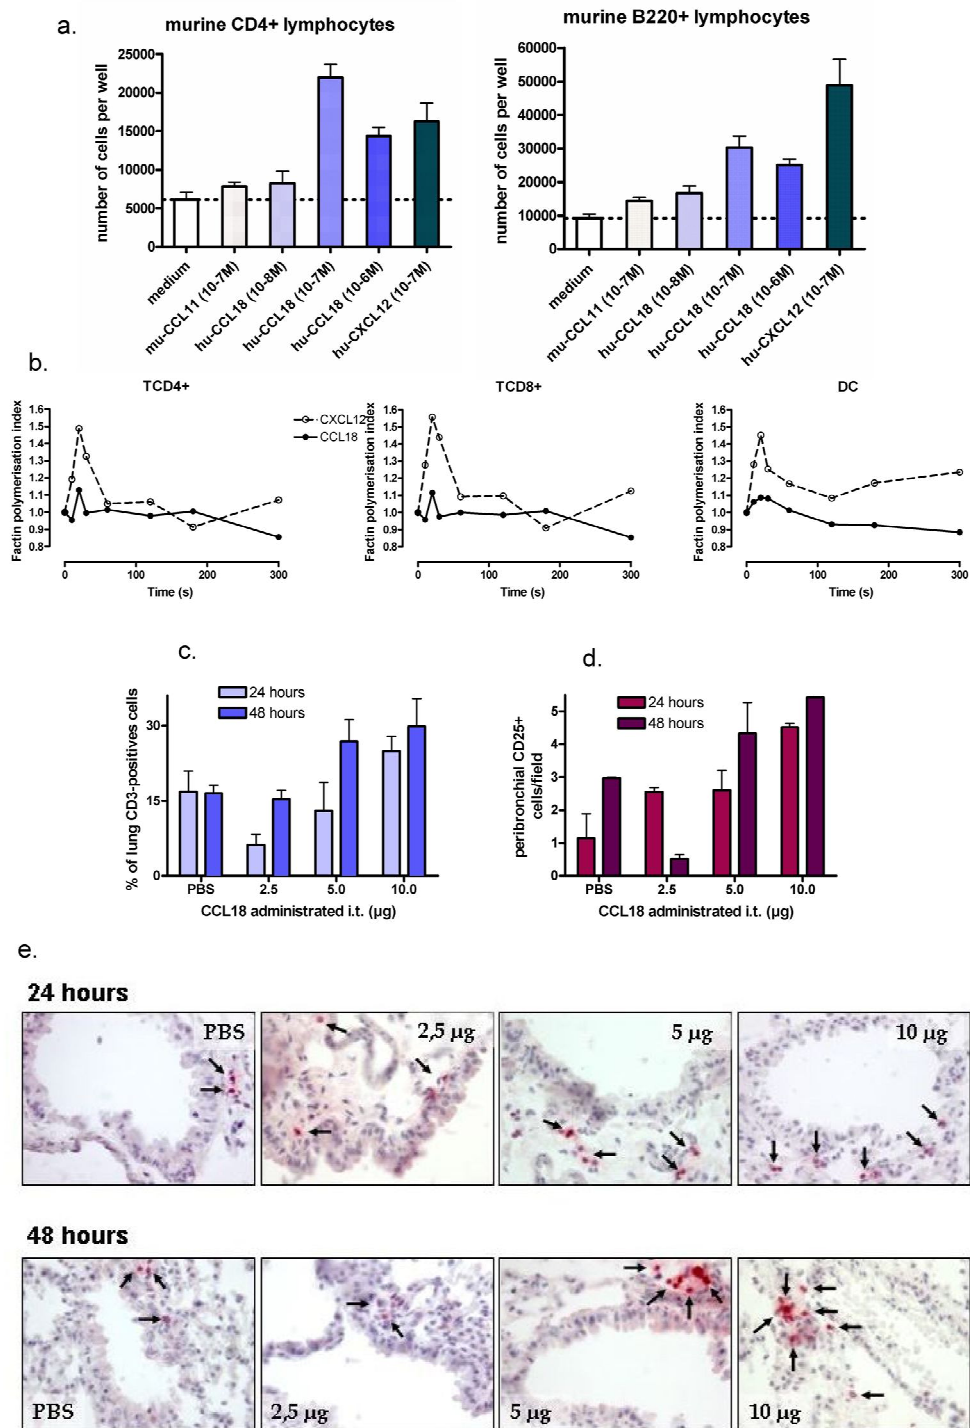 a.
murine CD4+ lymphocytes
number of cells per well
25000
20000
15000
10000
5000
0
medium
mu-CCL11 (10-7M)
hu-CCL18 (10-8M)
hu-CCL18 (10-7M)
hu-CCL18 (10-6M)
hu-CXCL12 (10-7M)
murine B220+ lymphocytes
number of cells per well
60000
50000
40000
30000
20000
10000
0
medium
mu-CCL11 (10-7M)
hu-CCL18 (10-8M)
hu-CCL18 (10-7M)
hu-CCL18 (10-6M)
hu-CXCL12 (10-7M)
b.
TCD4+
Factin polymerisation index
1.6
1.5
1.4
1.3
1.2
1.1
1.0
0.9
0.8
0 100 200 300
Time (s)
CXCL12
CCL18
TCD8+
Factin polymerisation index
1.6
1.5
1.4
1.3
1.2
1.1
1.0
0.9
0.8
0 100 200 300
Time (s)
DC
Factin polymerisation index
1.6
1.5
1.4
1.3
1.2
1.1
1.0
0.9
0.8
0 100 200 300
Time (s)
c.
% of lung CD3-positives cells
24 hours
48 hours
30
15
0
PBS 2.5 5.0 10.0
CCL18 administrated i.t. (µg)
d.
peribronchial CD25+
cells/field
24 hours
48 hours
5
4
3
2
1
0
PBS 2.5 5.0 10.0
CCL18 administrated i.t. (µg)
e.
24 hours
PBS
2,5 µg
5 µg
10 µg
48 hours
PBS
2,5 µg
5 µg
10 µg